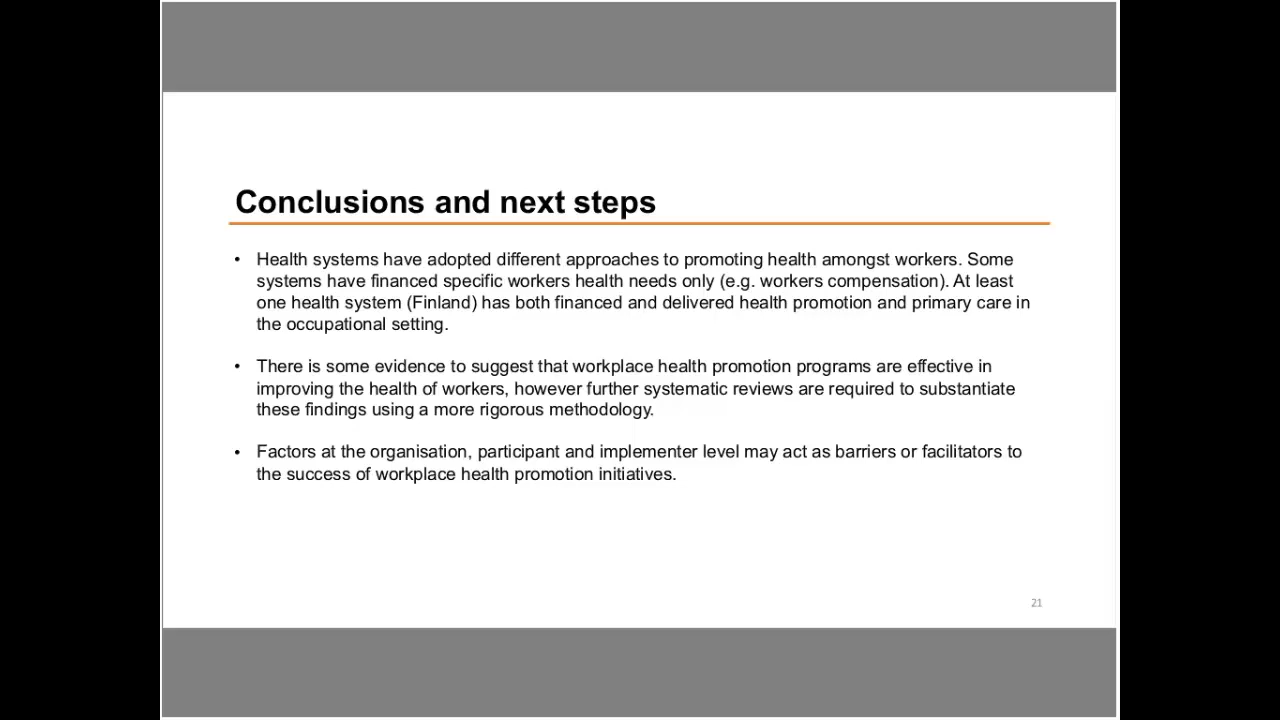 Conclusions and next steps
• Health systems have adopted different approaches to promoting health amongst workers. Some
systems have financed specific workers health needs only (e.g. workers compensation). At least
one health system (Finland) has both financed and delivered health promotion and primary care in
the occupational setting.
• There is some evidence to suggest that workplace health promotion programs are effective in
improving the health of workers, however further systematic reviews are required to substantiate
these findings using a more rigorous methodology.
• Factors at the organisation, participant and implementer level may act as barriers or facilitators to
the success of workplace health promotion initiatives.
21